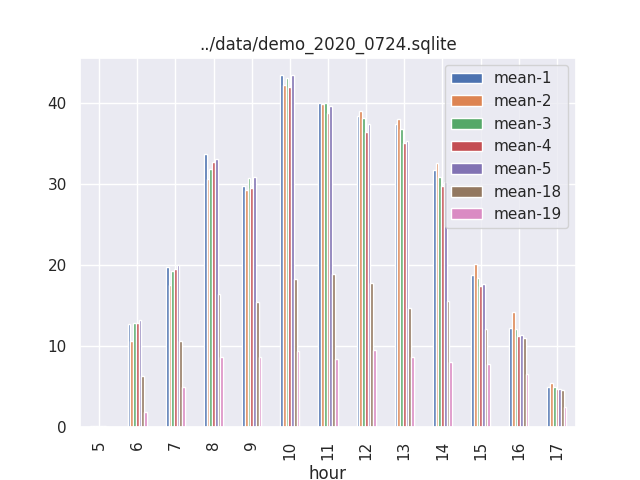 ../data/demo_2020_0724.sqlite
mean-1
mean-2
mean-3
mean-4
mean-5
mean-18
mean-19
40
30
20
10
0
5 6 7 8 9 10 11 12 13 14 15 16 17
hour